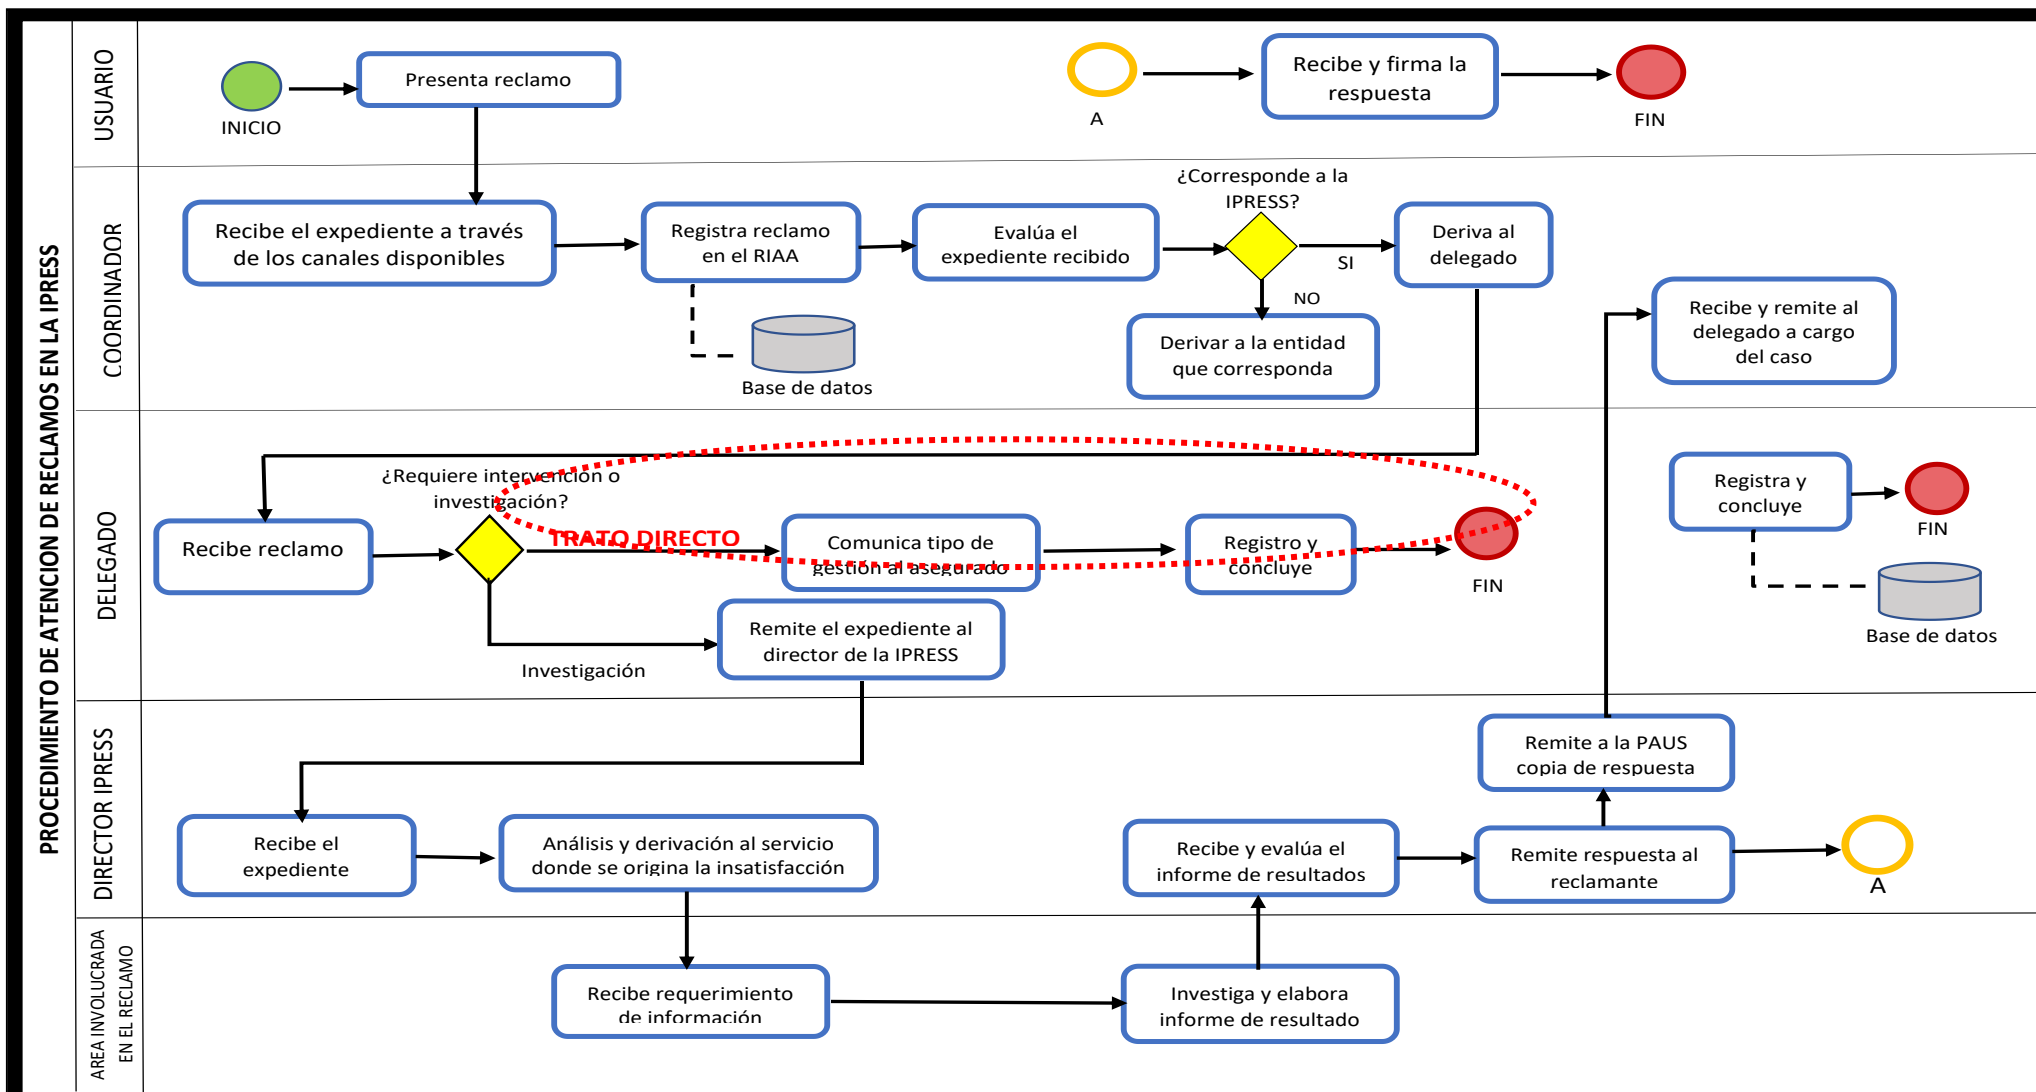 PROCEDIMIENTO DE ATENCION DE RECLAMOS EN LA IPRESS
USUARIO
INICIO
Presenta reclamo
A
Recibe y firma la
respuesta
FIN
COORDINADOR
Recibe el expediente a través
de los canales disponibles
Registra reclamo
en el RIAA
Base de datos
Evalúa el
expediente recibido
¿Corresponde a la
IPRESS?
SI
NO
Deriva al
delegado
Derivar a la entidad
que corresponda
Recibe y remite al
delegado a cargo
del caso
DELEGADO
Recibe reclamo
¿Requiere intervención o
investigación?
TRATO DIRECTO
Comunica tipo de
gestión al asegurado
Registro y
concluye
FIN
Investigación
Remite el expediente al
director de la IPRESS
Registra y
concluye
FIN
Base de datos
DIRECTOR IPRESS
Recibe el
expediente
Análisis y derivación al servicio
donde se origina la insatisfacción
Recibe y evalúa el
informe de resultados
Remite a la PAUS
copia de respuesta
Remite respuesta al
reclamante
A
AREA INVOLUCRADA
EN EL RECLAMO
Recibe requerimiento
de información
Investiga y elabora
informe de resultado